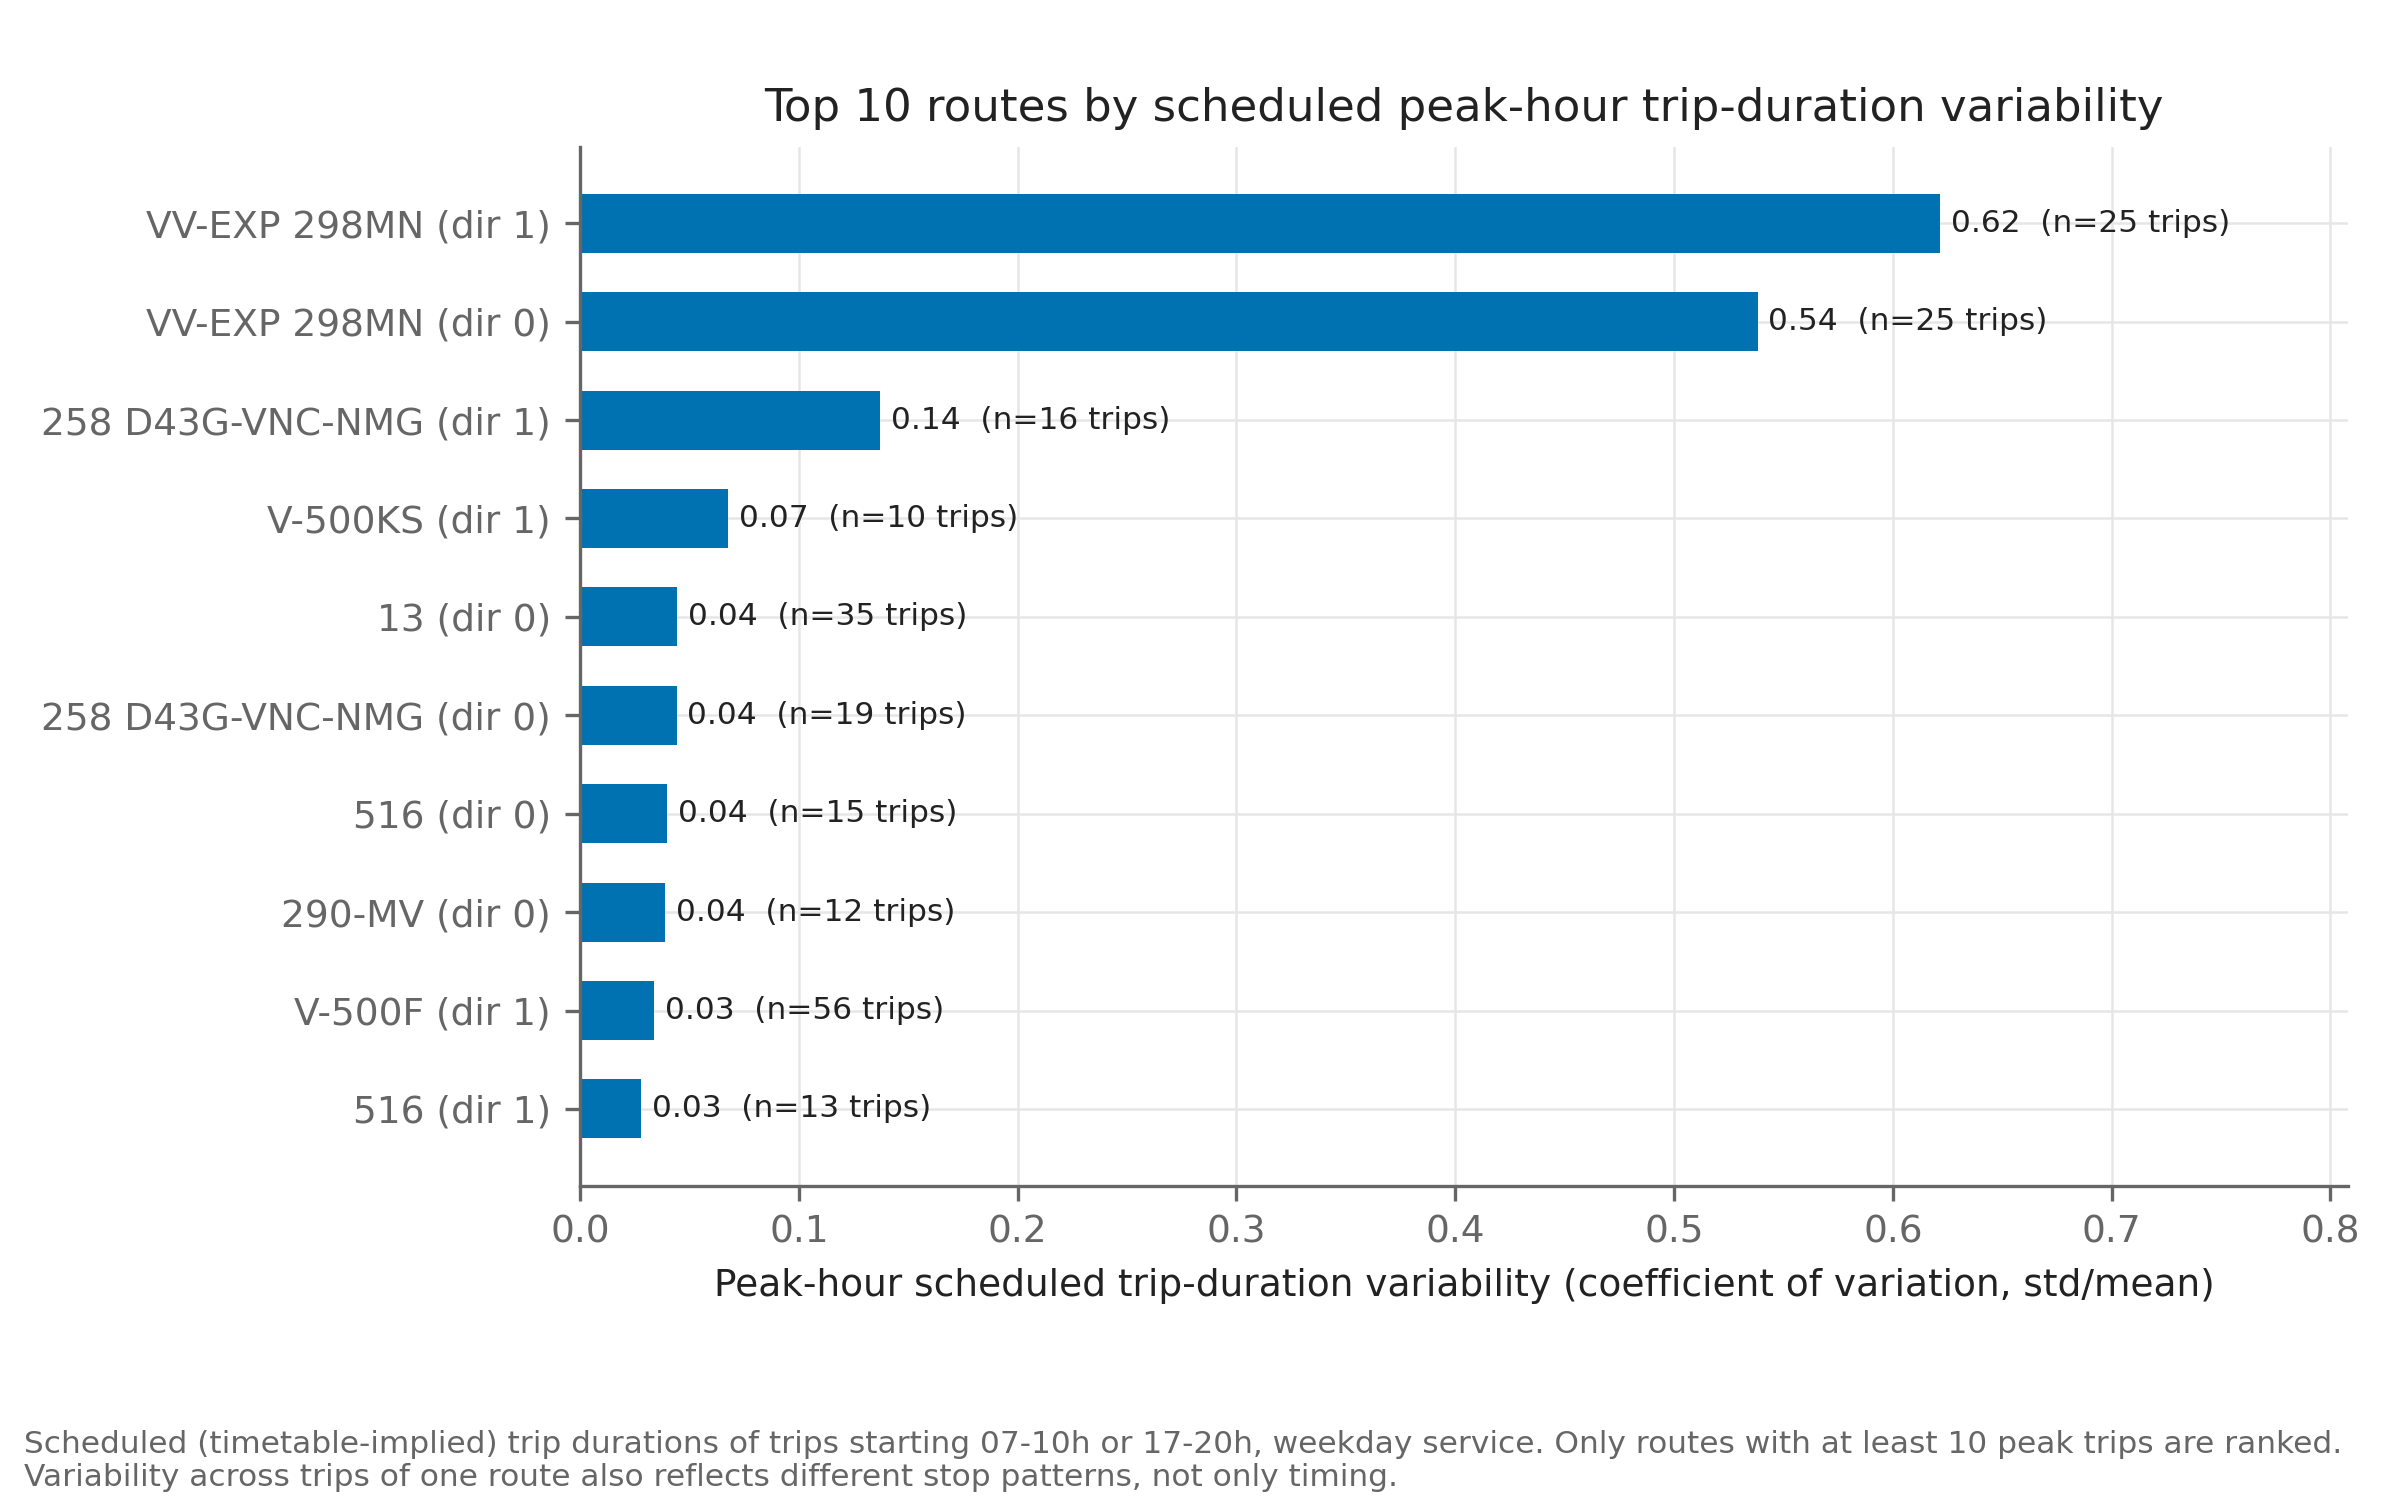 Top 10 routes by scheduled peak-hour trip-duration variability
VV-EXP 298MN (dir 1)
0.62 (n=25 trips)
VV-EXP 298MN (dir 0)
0.54 (n=25 trips)
258 D43G-VNC-NMG (dir 1)
0.14 (n=16 trips)
V-500KS (dir 1)
0.07 (n=10 trips)
13 (dir 0)
0.04 (n=35 trips)
258 D43G-VNC-NMG (dir 0)
0.04 (n=19 trips)
516 (dir 0)
0.04 (n=15 trips)
290-MV (dir 0)
0.04 (n=12 trips)
V-500F (dir 1)
0.03 (n=56 trips)
516 (dir 1)
0.03 (n=13 trips)
0.0 0.1 0.2 0.3 0.4 0.5 0.6 0.7 0.8
Peak-hour scheduled trip-duration variability (coefficient of variation, std/mean)
Scheduled (timetable-implied) trip durations of trips starting 07-10h or 17-20h, weekday service. Only routes with at least 10 peak trips are ranked.
Variability across trips of one route also reflects different stop patterns, not only timing.